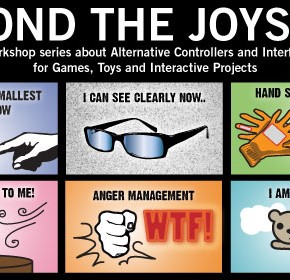 OND THE JOYS
rkshop series about Alternative Controllers and Interf
for Games, Toys and Interactive Projects
MALLEST
OW
I CAN SEE CLEARLY NOW..
HAND S
TO ME!
ANGER MANAGEMENT
WTF!
I AM